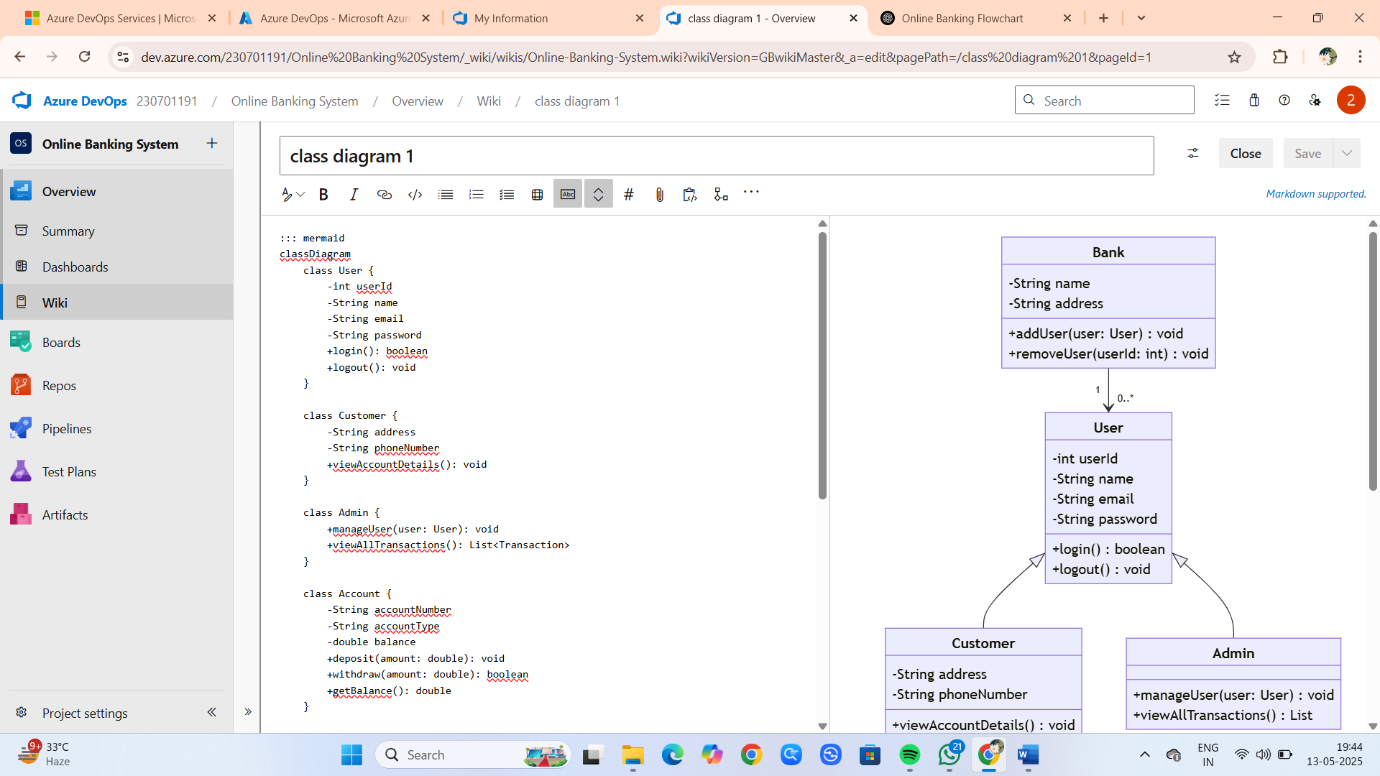 Azure DevOps Services | Micros
Azure DevOps - Microsoft Azur
My Information
class diagram 1 - Overview
Online Banking Flowchart
dev.azure.com/230701191/Online%20Banking%20System/_wiki/wikis/Online-Banking-System.wiki?wikiVersion=GBwikiMaster&_a=edit&pagePath=/class%20diagram%201&pageId=1
Azure DevOps 230701191 / Online Banking System / Overview / Wiki / class diagram 1
Search
2
OS Online Banking System
Overview
Summary
Dashboards
Wiki
Boards
Repos
Pipelines
Test Plans
Artifacts
Project settings
class diagram 1
Close
Save
B I </> Abc # ...
Markdown supported.
::: mermaid
classDiagram
class User {
-int userId
-String name
-String email
-String password
+login(): boolean
+logout(): void
}
class Customer {
-String address
-String phoneNumber
+viewAccountDetails(): void
}
class Admin {
+manageUser(user: User): void
+viewAllTransactions(): List<Transaction>
}
class Account {
-String accountNumber
-String accountType
-double balance
+deposit(amount: double): void
+withdraw(amount: double): boolean
+getBalance(): double
}
Bank
-String name
-String address
+addUser(user: User) : void
+removeUser(userId: int) : void
1
0..*
User
-int userId
-String name
-String email
-String password
+login() : boolean
+logout() : void
Customer
-String address
-String phoneNumber
+viewAccountDetails() : void
Admin
+manageUser(user: User) : void
+viewAllTransactions() : List
9+
33°C
Haze
Search
21
ENG
IN
19:44
13-05-2025